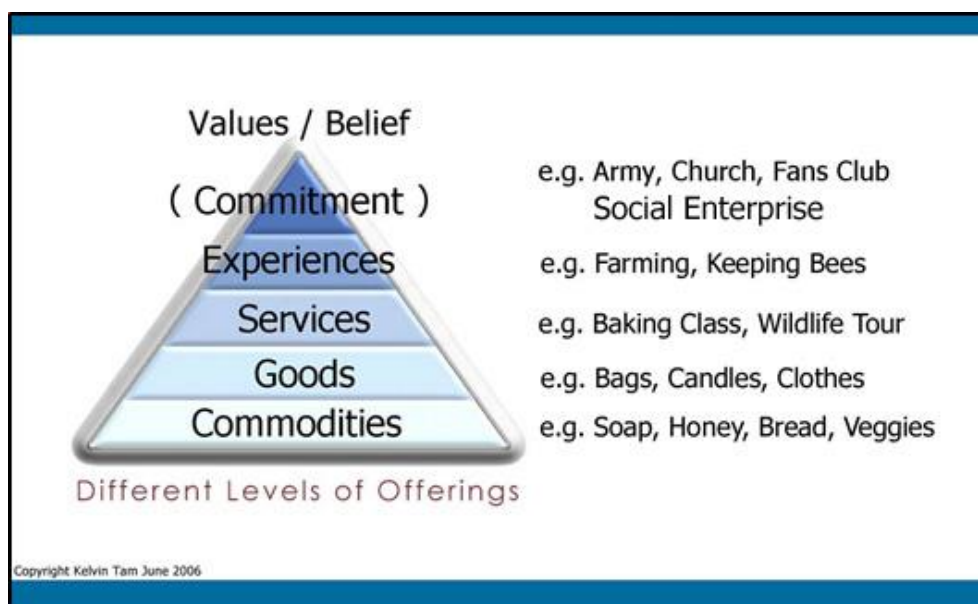 Values / Belief
( Commitment )
e.g. Army, Church, Fans Club
Social Enterprise
Experiences
e.g. Farming, Keeping Bees
Services
e.g. Baking Class, Wildlife Tour
Goods
e.g. Bags, Candles, Clothes
Commodities
e.g. Soap, Honey, Bread, Veggies
Different Levels of Offerings
Copyright Kelvin Tam June 2006